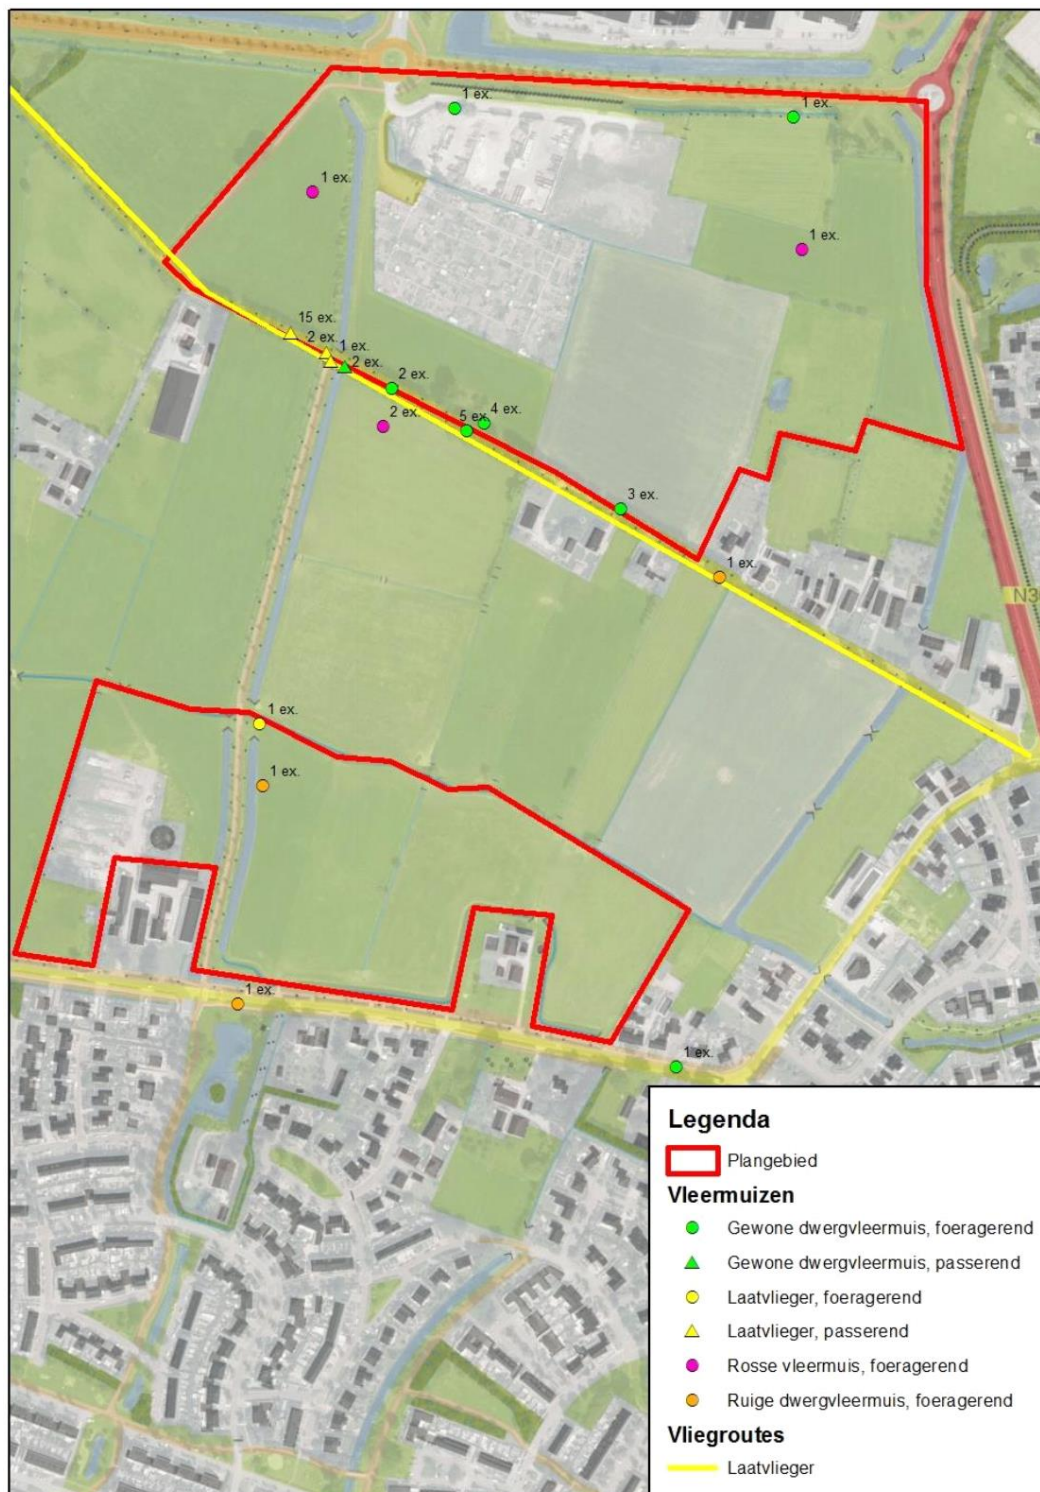 1 ex.
1 ex.
1 ex.
1 ex.
15 ex.
2 ex.
1 ex.
2 ex.
2 ex.
2 ex.
5 ex.
4 ex.
3 ex.
1 ex.
1 ex.
1 ex.
1 ex.
1 ex.
Legenda
Plangebied
Vleermuizen
Gewone dwergvleermuis, foeragerend
Gewone dwergvleermuis, passerend
Laatvlieger, foeragerend
Laatvlieger, passerend
Rosse vleermuis, foeragerend
Ruige dwergvleermuis, foeragerend
Vliegroutes
Laatvlieger